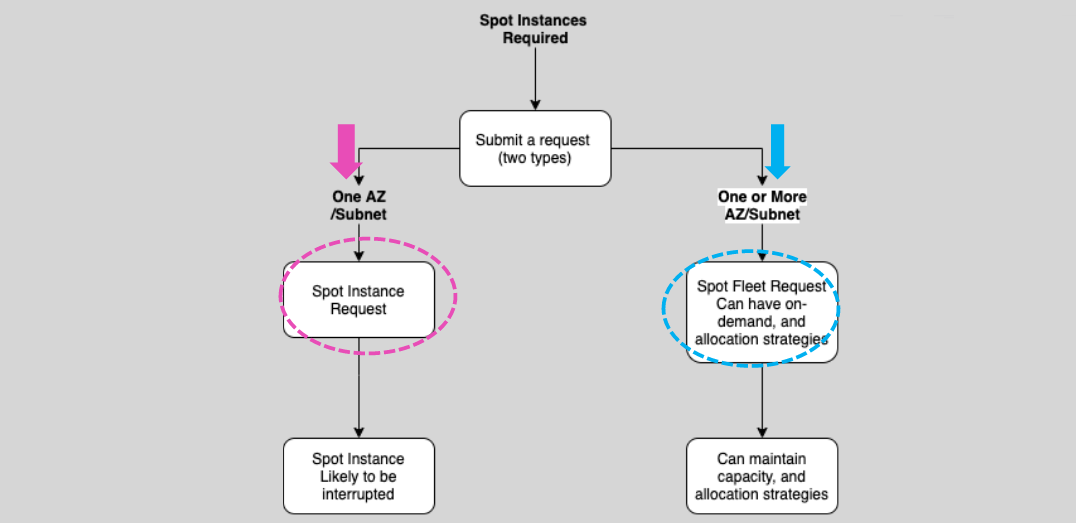 Spot Instances
Required
Submit a request
(two types)
One AZ
/Subnet
One or More
AZ/Subnet
Spot Instance
Request
Spot Fleet Request
Can have on-
demand, and
allocation strategies
Spot Instance
Likely to be
interrupted
Can maintain
capacity, and
allocation strategies